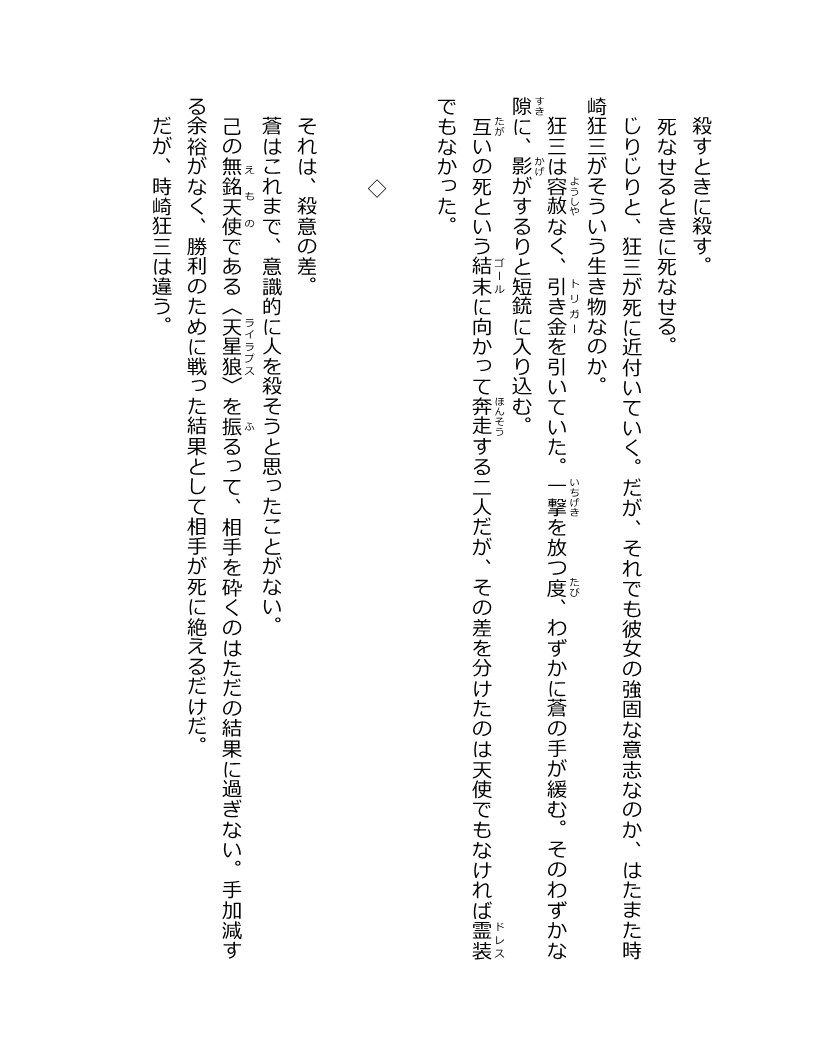 殺すときに殺す。
死なせるときに死なせる。
じりじりと、狂三が死に近付いていく。だが、それでも彼女の強固な意志なのか、はたまた時
崎狂三がそういう生き物なのか。
狂三は容赦なく、引き金を引いていた。一撃を放つ度、わずかに蒼の手が緩む。そのわずかな
隙に、影がするりと短銃に入り込む。
互いの死という結末に向かって奔走する二人だが、その差を分けたのは天使でもなければ霊装
でもなかった。
◇
それは、殺意の差。
蒼はこれまで、意識的に人を殺そうと思ったことがない。
己の無銘天使である〈天星狼〉を振るって、相手を砕くのはただの結果に過ぎない。手加減す
る余裕がなく、勝利のために戦った結果として相手が死に絶えるだけだ。
だが、時崎狂三は違う。